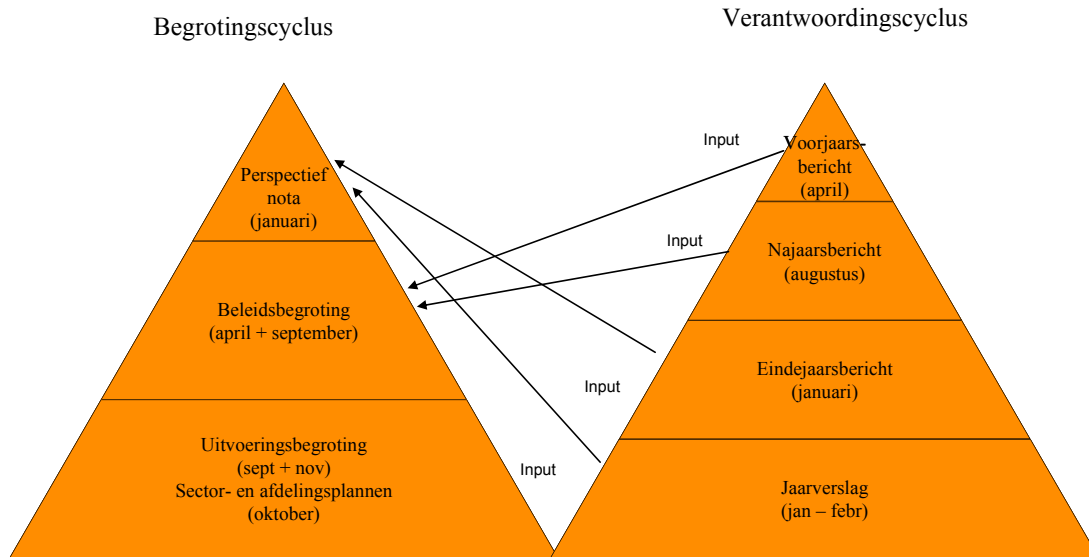 Begrotingscyclus
Verantwoordingscyclus
Perspectief
nota
(januari)
Beleidsbegroting
(april + september)
Uitvoeringsbegroting
(sept + nov)
Sector- en afdelingsplannen
(oktober)
Input
Input
Input
Input
Voorjaars-
bericht
(april)
Najaarsbericht
(augustus)
Eindejaarsbericht
(januari)
Jaarverslag
(jan – febr)